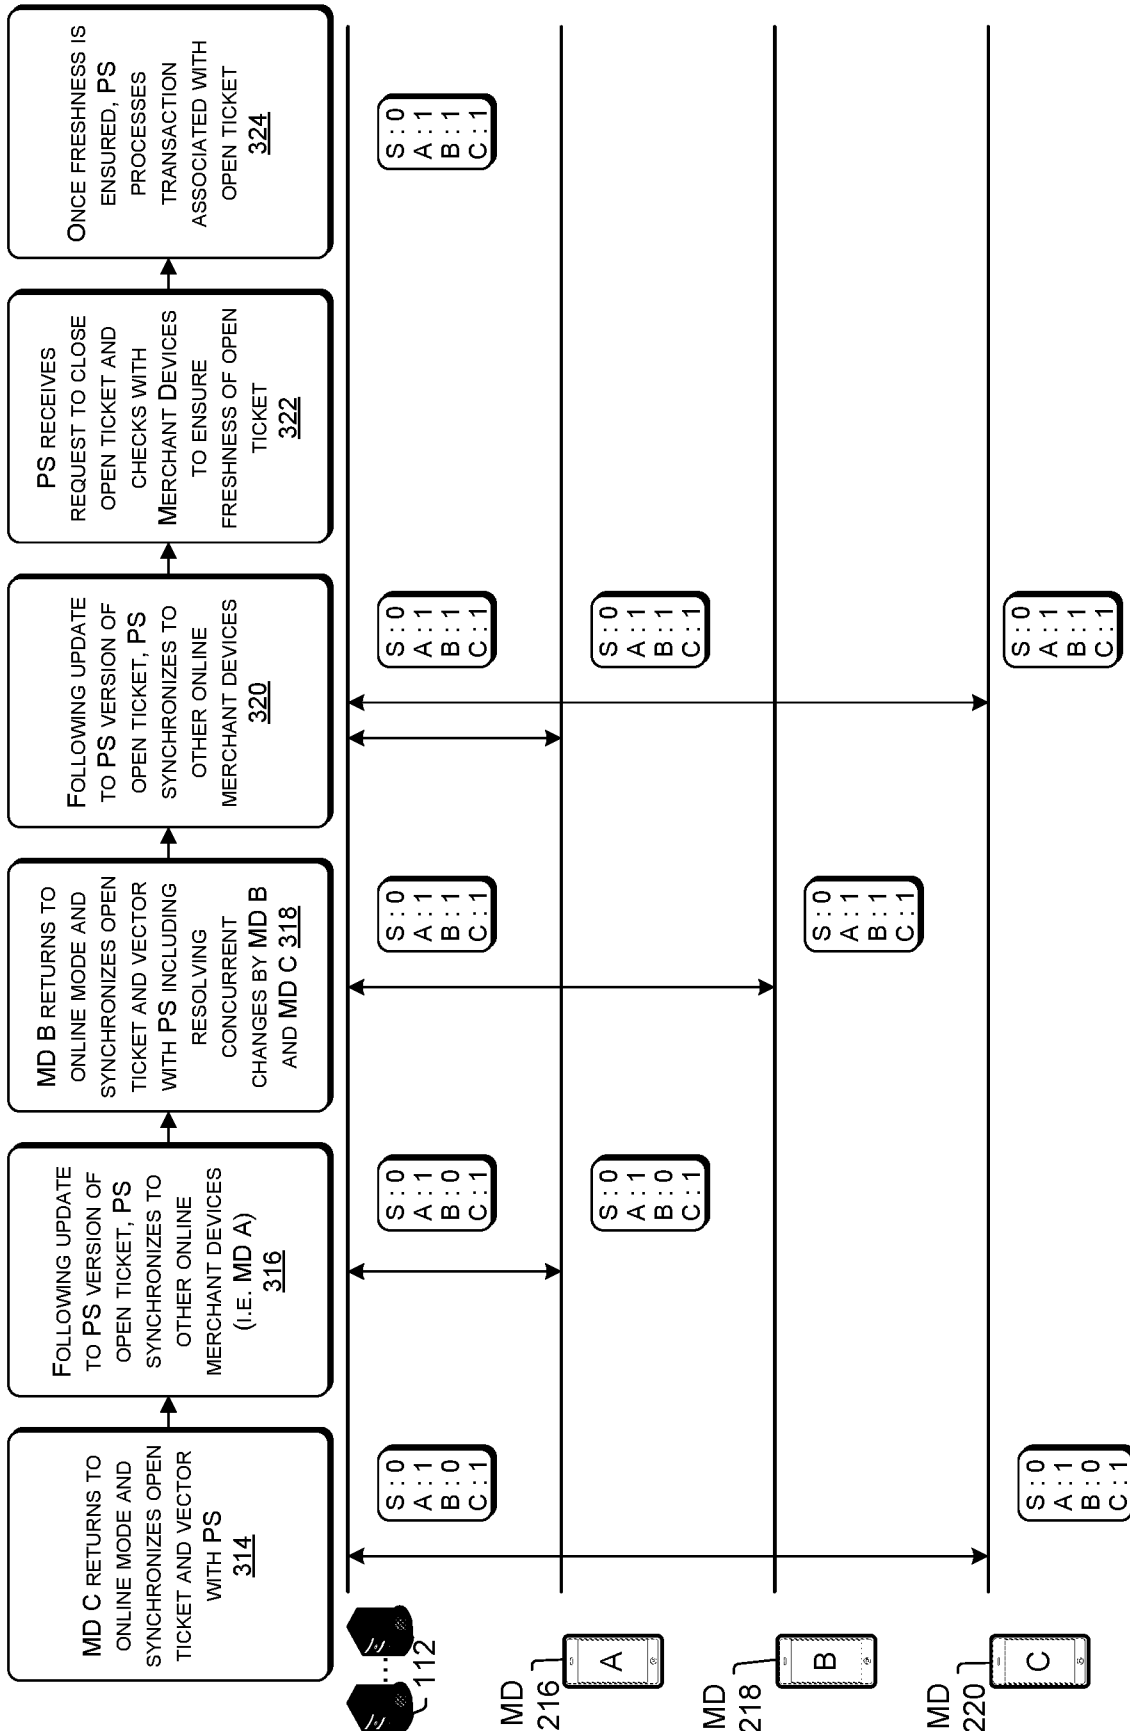 MD C RETURNS TO
ONLINE MODE AND
SYNCHRONIZES OPEN
TICKET AND VECTOR
WITH PS
314
FOLLOWING UPDATE
TO PS VERSION OF
OPEN TICKET, PS
SYNCHRONIZES TO
OTHER ONLINE
MERCHANT DEVICES
(I.E. MD A)
316
MD B RETURNS TO
ONLINE MODE AND
SYNCHRONIZES OPEN
TICKET AND VECTOR
WITH PS INCLUDING
RESOLVING
CONCURRENT
CHANGES BY MD B
AND MD C 318
FOLLOWING UPDATE
TO PS VERSION OF
OPEN TICKET, PS
SYNCHRONIZES TO
OTHER ONLINE
MERCHANT DEVICES
320
PS RECEIVES
REQUEST TO CLOSE
OPEN TICKET AND
CHECKS WITH
MERCHANT DEVICES
TO ENSURE
FRESHNESS OF OPEN
TICKET
322
ONCE FRESHNESS IS
ENSURED, PS
PROCESSES
TRANSACTION
ASSOCIATED WITH
OPEN TICKET
324
112
S:0
A:1
B:0
C:1
S:0
A:1
B:0
C:1
S:0
A:1
B:1
C:1
S:0
A:1
B:1
C:1
S:0
A:1
B:1
C:1
MD
216
A
S:0
A:1
B:0
C:1
S:0
A:1
B:1
C:1
MD
218
B
S:0
A:1
B:1
C:1
MD
220
C
S:0
A:1
B:0
C:1
S:0
A:1
B:1
C:1